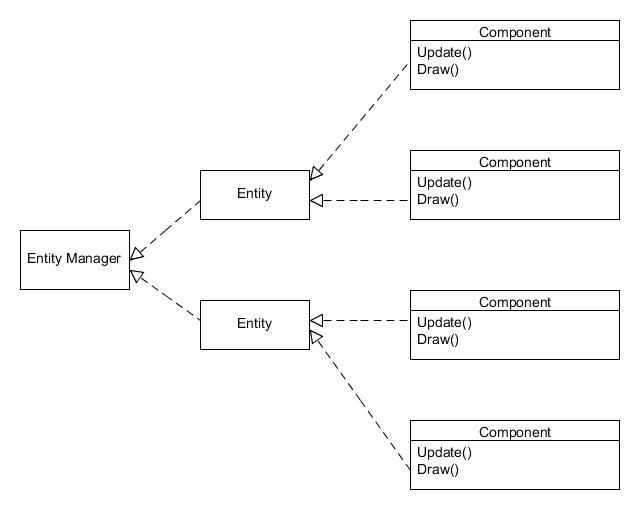 Component
Update()
Draw()
Component
Update()
Draw()
Entity
Entity Manager
Entity
Component
Update()
Draw()
Component
Update()
Draw()